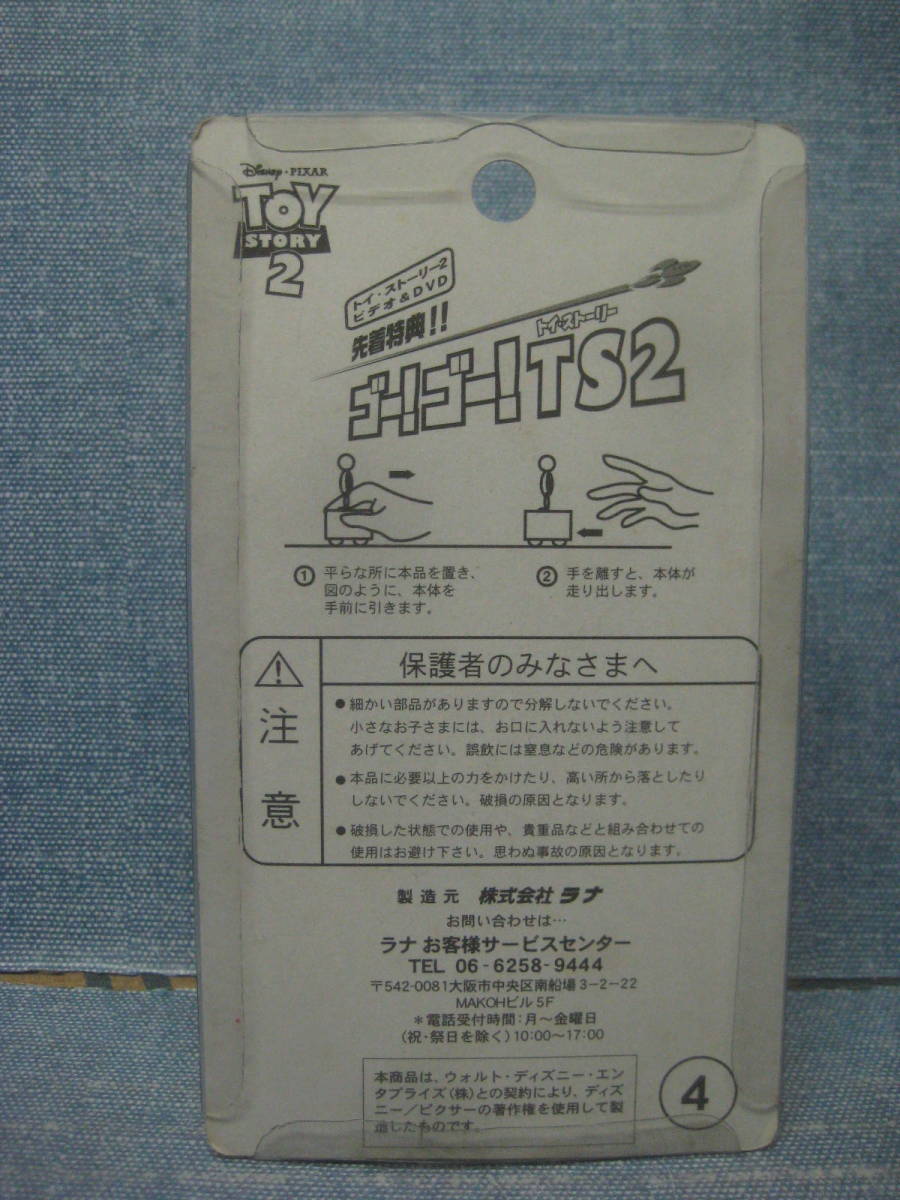 Disney・PIXAR
TOY
STORY
2
トイ・ストーリー2
ビデオ＆DVD
先着特典!!
トイ・ストーリー
ゴー!ゴー!TS2
① 平らな所に本品を置き、
図のように、本体を
手前に引きます。
② 手を離すと、本体が
走り出します。
注意
保護者のみなさまへ
●細かい部品がありますので分解しないでください。
小さなお子さまには、お口に入れないよう注意して
あげてください。誤飲には窒息などの危険があります。
●本品に必要以上の力をかけたり、高い所から落としたり
しないでください。破損の原因となります。
●破損した状態での使用や、貴重品などと組み合わせての
使用はお避け下さい。思わぬ事故の原因となります。
製造元 株式会社 ラナ
お問い合わせは…
ラナ お客様サービスセンター
TEL 06-6258-9444
〒542-0081大阪市中央区南船場3-2-22
MAKOHビル5F
＊電話受付時間:月～金曜日
(祝・祭日を除く)10:00～17:00
本商品は、ウォルト・ディズニー・エン
タプライズ(株)との契約により、ディズ
ニー/ピクサーの著作権を使用して製
造したものです。
4